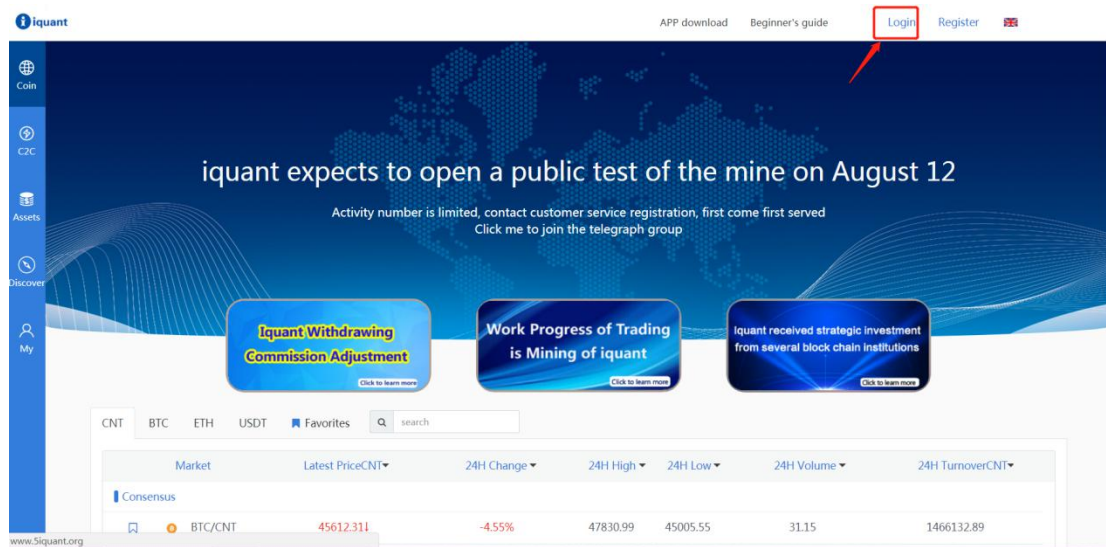 iquant
APP download
Beginner's guide
Login
Register
Coin
C2C
Assets
Discover
My
iquant expects to open a public test of the mine on August 12
Activity number is limited, contact customer service registration, first come first served
Click me to join the telegraph group
Iquant Withdrawing
Commission Adjustment
Click to learn more
Work Progress of Trading
is Mining of iquant
Click to learn more
Iquant received strategic investment
from several block chain institutions
Click to learn more
CNT BTC ETH USDT Favorites search
Market Latest PriceCNT 24H Change 24H High 24H Low 24H Volume 24H TurnoverCNT
Consensus
BTC/CNT 45612.31↓ -4.55% 47830.99 45005.55 31.15 1466132.89
www.5iquant.org